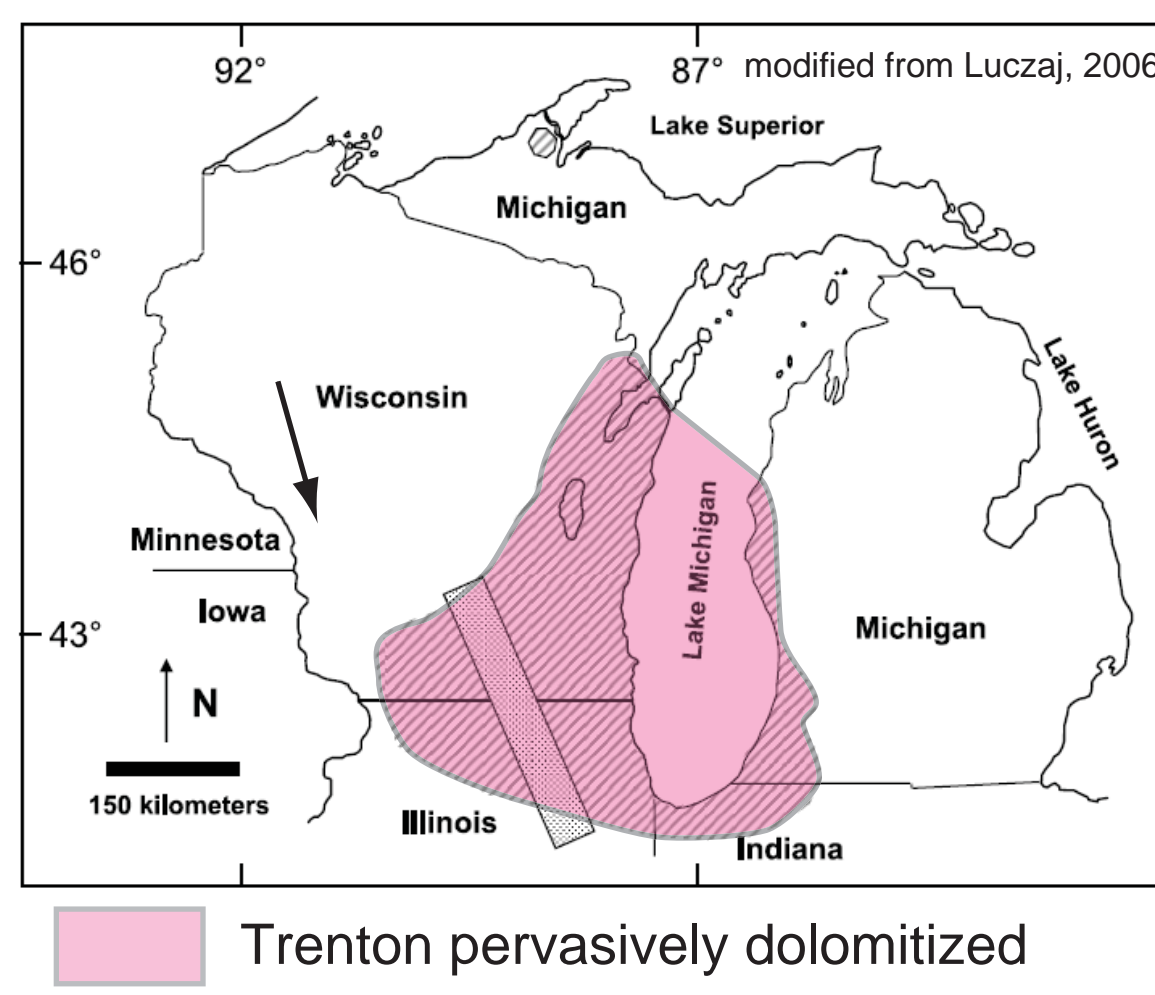 92°
87° modified from Luczaj, 2006
Lake Superior
Michigan
46°
Lake Huron
Wisconsin
Lake Michigan
Minnesota
Iowa
43°
Michigan
N
150 kilometers
Illinois
Indiana
Trenton pervasively dolomitized